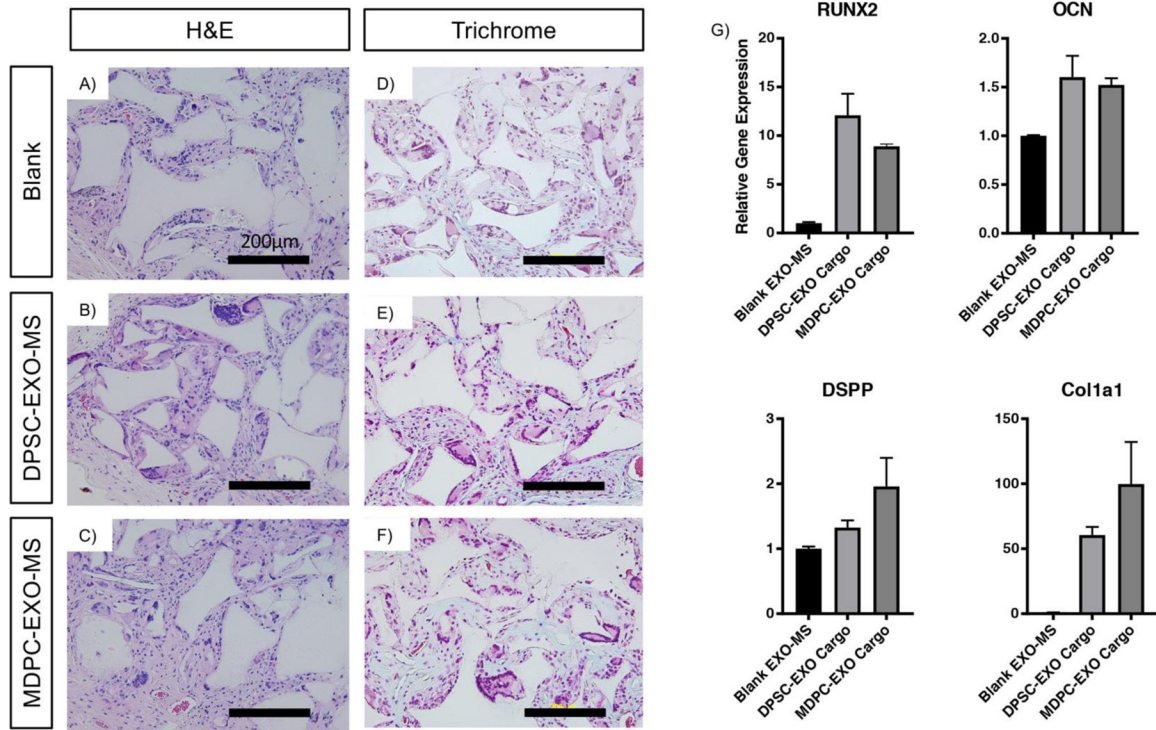 H&E
Trichrome
Blank
DPSC-EXO-MS
MDPC-EXO-MS
A)
200µm
B)
C)
D)
E)
F)
G)
RUNX2
Relative Gene Expression
20
15
10
5
0
Blank EXO-MS
DPSC-EXO Cargo
MDPC-EXO Cargo
OCN
2.0
1.5
1.0
0.5
0.0
Blank EXO-MS
DPSC-EXO Cargo
MDPC-EXO Cargo
DSPP
3
2
1
0
Blank EXO-MS
DPSC-EXO Cargo
MDPC-EXO Cargo
Col1a1
150
100
50
0
Blank EXO-MS
DPSC-EXO Cargo
MDPC-EXO Cargo